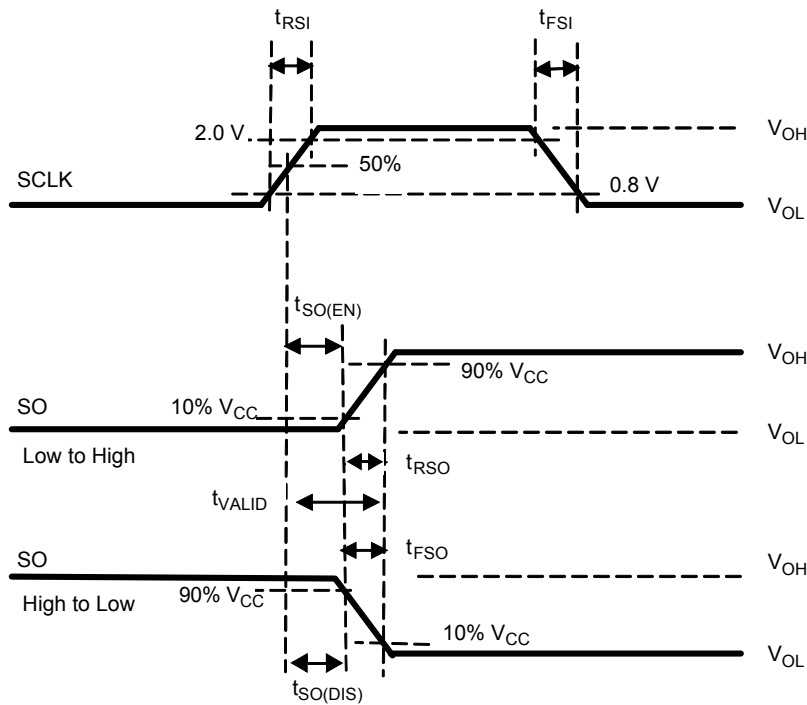 tRSI
tFSI
2.0 V
VOH
50%
SCLK
0.8 V
VOL
tSO(EN)
VOH
90% VCC
SO
10% VCC
Low to High
VOL
tRSO
tVALID
tFSO
SO
VOH
90% VCC
High to Low
10% VCC
VOL
tSO(DIS)